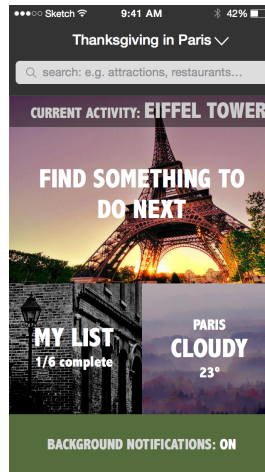 Sketch 9:41 AM 42%
Thanksgiving in Paris
search: e.g. attractions, restaurants...
CURRENT ACTIVITY: EIFFEL TOWER
FIND SOMETHING TO
DO NEXT
MY LIST
1/6 complete
PARIS
CLOUDY
23°
BACKGROUND NOTIFICATIONS: ON